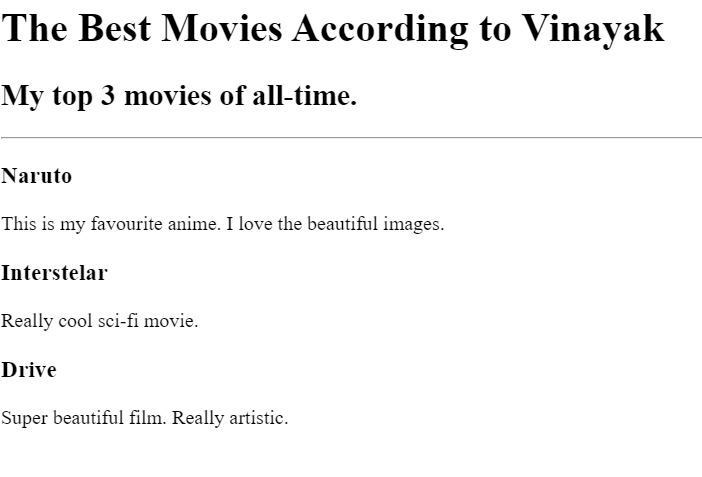 The Best Movies According to Vinayak
My top 3 movies of all-time.
Naruto
This is my favourite anime. I love the beautiful images.
Interstelar
Really cool sci-fi movie.
Drive
Super beautiful film. Really artistic.